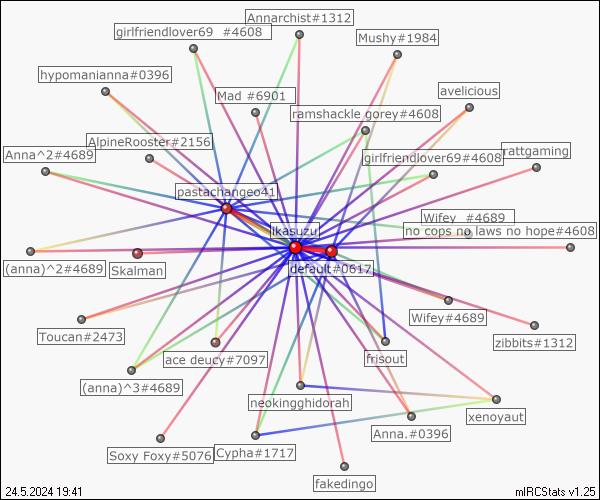 Annarchist#1312
girlfriendlover69 #4608
Mushy#1984
hypomanianna#0396
avelicious
Mad #6901
ramshackle gorey#4608
AlpineRooster#2156
rattgaming
Anna^2#4689
girlfriendlover69#4608
pastachangeo41
Wifey #4689
ikasuzu
no cops no laws no hope#4608
(anna)^2#4689
Skalman
default#0617
Wifey#4689
Toucan#2473
zibbits#1312
ace deucy#7097
frisout
(anna)^3#4689
neokingghidorah
xenoyaut
Anna.#0396
Soxy Foxy#5076
Cypha#1717
fakedingo
24.5.2024 19:41
mIRCStats v1.25